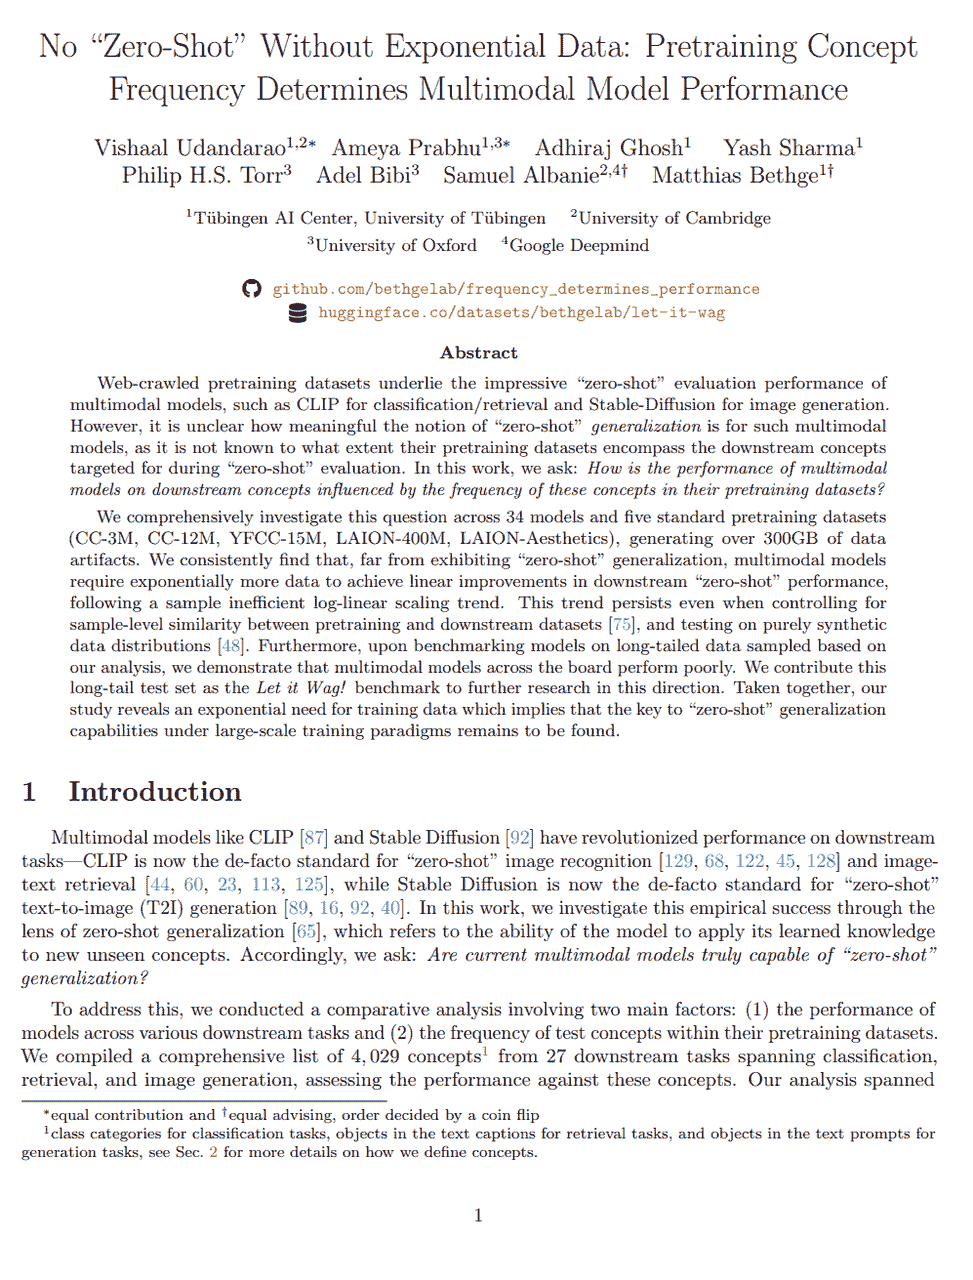 No “Zero-Shot” Without Exponential Data: Pretraining Concept
Frequency Determines Multimodal Model Performance
Vishaal Udandarao1,2∗ Ameya Prabhu1,3∗ Adhiraj Ghosh1 Yash Sharma1
Philip H.S. Torr3 Adel Bibi3 Samuel Albanie2,4† Matthias Bethge1†
1Tübingen AI Center, University of Tübingen 2University of Cambridge
3University of Oxford 4Google Deepmind
github.com/bethgelab/frequency_determines_performance
huggingface.co/datasets/bethgelab/let-it-wag
Abstract
Web-crawled pretraining datasets underlie the impressive “zero-shot” evaluation performance of
multimodal models, such as CLIP for classification/retrieval and Stable-Diffusion for image generation.
However, it is unclear how meaningful the notion of “zero-shot” generalization is for such multimodal
models, as it is not known to what extent their pretraining datasets encompass the downstream concepts
targeted for during “zero-shot” evaluation. In this work, we ask: How is the performance of multimodal
models on downstream concepts influenced by the frequency of these concepts in their pretraining datasets?
We comprehensively investigate this question across 34 models and five standard pretraining datasets
(CC-3M, CC-12M, YFCC-15M, LAION-400M, LAION-Aesthetics), generating over 300GB of data
artifacts. We consistently find that, far from exhibiting “zero-shot” generalization, multimodal models
require exponentially more data to achieve linear improvements in downstream “zero-shot” performance,
following a sample inefficient log-linear scaling trend. This trend persists even when controlling for
sample-level similarity between pretraining and downstream datasets [75], and testing on purely synthetic
data distributions [48]. Furthermore, upon benchmarking models on long-tailed data sampled based on
our analysis, we demonstrate that multimodal models across the board perform poorly. We contribute this
long-tail test set as the Let it Wag! benchmark to further research in this direction. Taken together, our
study reveals an exponential need for training data which implies that the key to “zero-shot” generalization
capabilities under large-scale training paradigms remains to be found.
1 Introduction
Multimodal models like CLIP [87] and Stable Diffusion [92] have revolutionized performance on downstream
tasks—CLIP is now the de-facto standard for “zero-shot” image recognition [129, 68, 122, 45, 128] and image-
text retrieval [44, 60, 23, 113, 125], while Stable Diffusion is now the de-facto standard for “zero-shot”
text-to-image (T2I) generation [89, 16, 92, 40]. In this work, we investigate this empirical success through the
lens of zero-shot generalization [65], which refers to the ability of the model to apply its learned knowledge
to new unseen concepts. Accordingly, we ask: Are current multimodal models truly capable of “zero-shot”
generalization?
To address this, we conducted a comparative analysis involving two main factors: (1) the performance of
models across various downstream tasks and (2) the frequency of test concepts within their pretraining datasets.
We compiled a comprehensive list of 4,029 concepts1 from 27 downstream tasks spanning classification,
retrieval, and image generation, assessing the performance against these concepts. Our analysis spanned
∗equal contribution and †equal advising, order decided by a coin flip
1class categories for classification tasks, objects in the text captions for retrieval tasks, and objects in the text prompts for
generation tasks, see Sec. 2 for more details on how we define concepts.
1